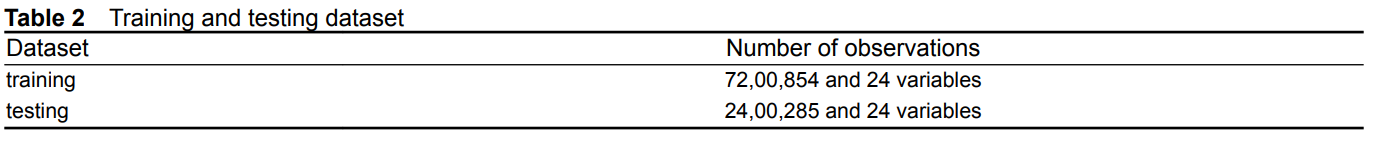 Table 2 Training and testing dataset
Dataset Number of observations
training 72,00,854 and 24 variables
testing 24,00,285 and 24 variables